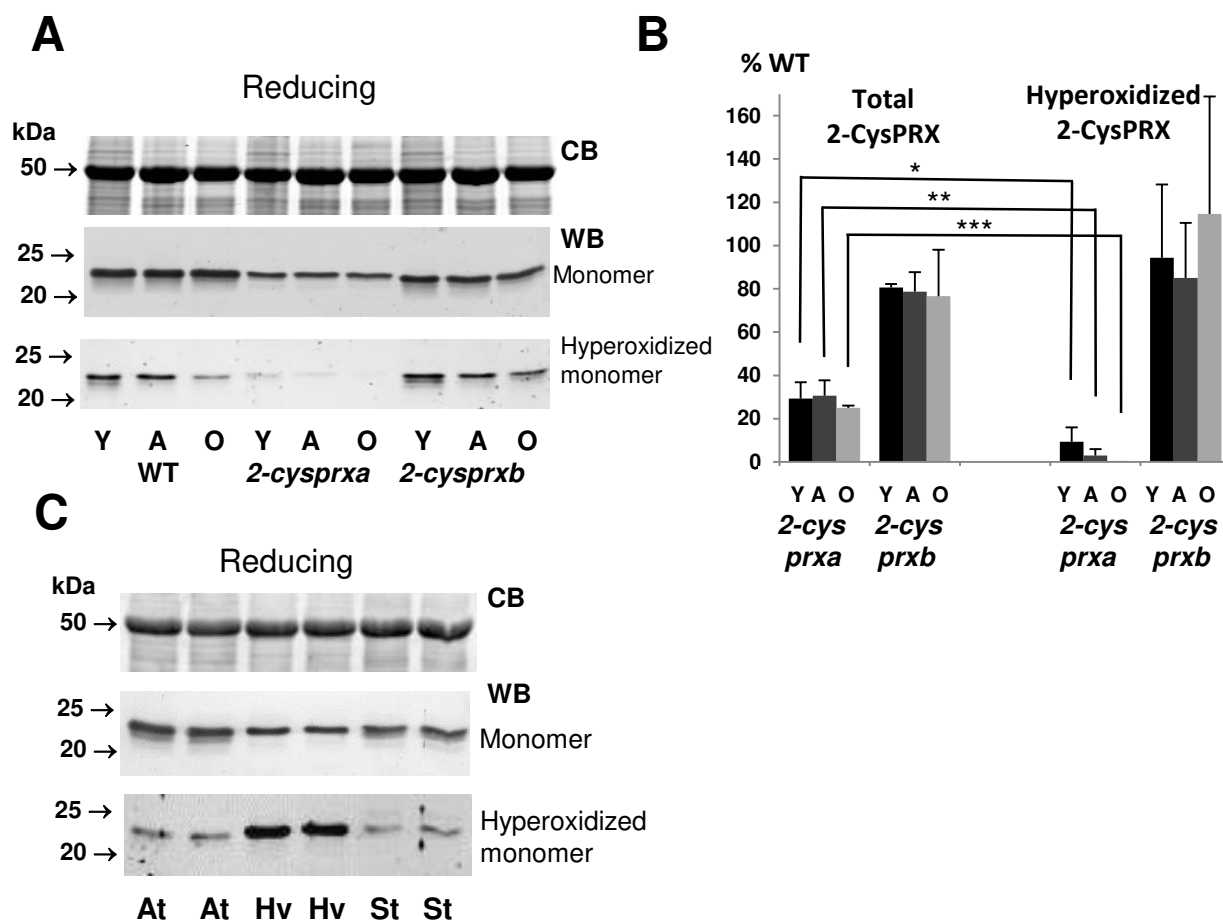 A
Reducing
kDa
CB
50 →
25 →
WB
Monomer
20 →
Hyperoxidized
25 →
monomer
20 →
Y A O Y A O Y A O
WT 2-cysprxa 2-cysprxb
B
% WT
Total Hyperoxidized
2-CysPRX 2-CysPRX
160
140
120
100
80
60
40
20
0
*
**
***
Y A O Y A O Y A O Y A O
2-cys 2-cys 2-cys 2-cys
prxa prxb prxa prxb
C
Reducing
kDa
CB
50 →
WB
25 →
Monomer
20 →
25 →
Hyperoxidized
monomer
20 →
At At Hv Hv St St